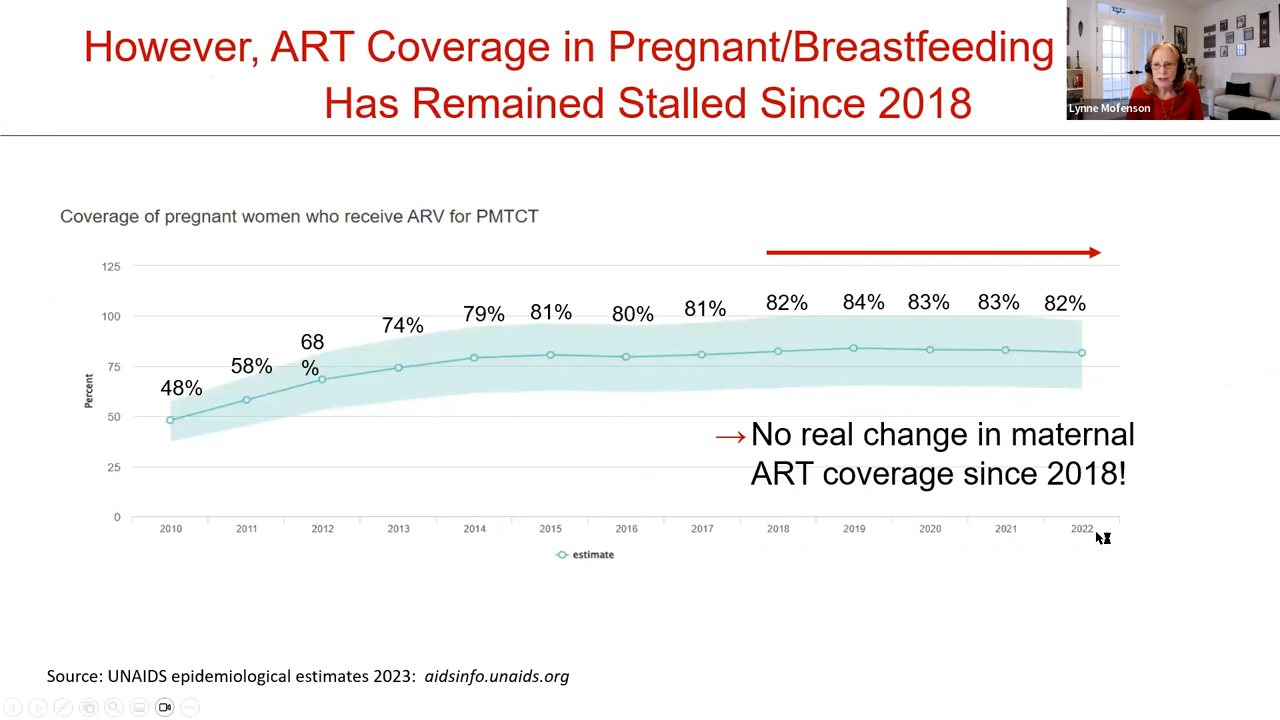 However, ART Coverage in Pregnant/Breastfeeding
Has Remained Stalled Since 2018
Lynne Mofenson
Coverage of pregnant women who receive ARV for PMTCT
125
100
75
50
25
0
Percent
48%
58%
68
%
74%
79%
81%
80%
81%
82%
84%
83%
83%
82%
→No real change in maternal
ART coverage since 2018!
2010 2011 2012 2013 2014 2015 2016 2017 2018 2019 2020 2021 2022
estimate
Source: UNAIDS epidemiological estimates 2023: aidsinfo.unaids.org